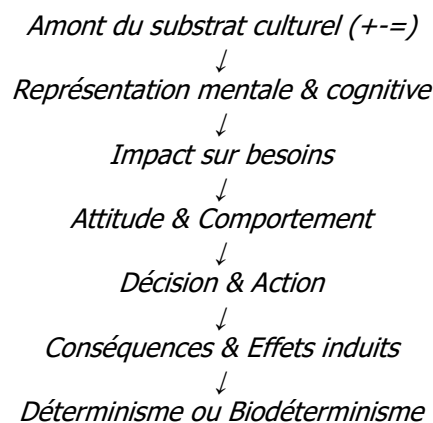 Amont du substrat culturel (+-=)
↓
Représentation mentale & cognitive
↓
Impact sur besoins
↓
Attitude & Comportement
↓
Décision & Action
↓
Conséquences & Effets induits
↓
Déterminisme ou Biodéterminisme